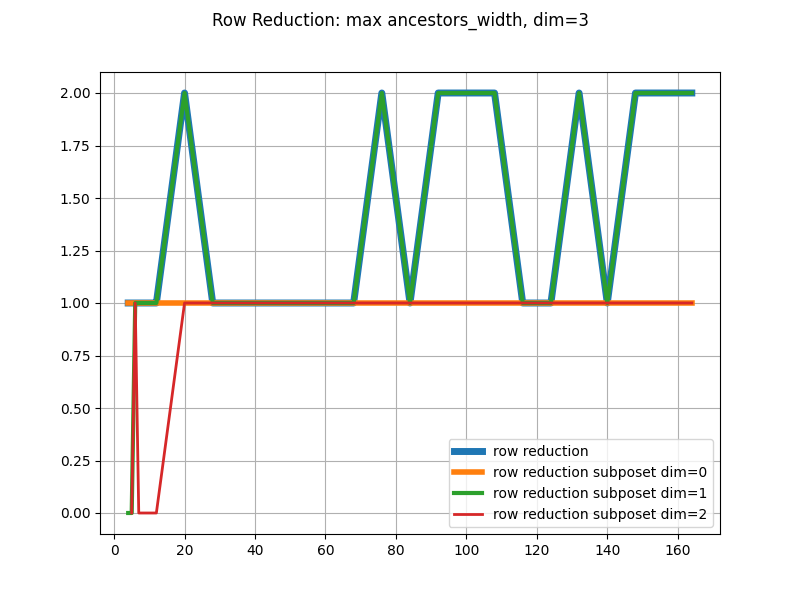 Row Reduction: max ancestors_width, dim=3
2.00
1.75
1.50
1.25
1.00
0.75
0.50
0.25
0.00
row reduction
row reduction subposet dim=0
row reduction subposet dim=1
row reduction subposet dim=2
0 20 40 60 80 100 120 140 160